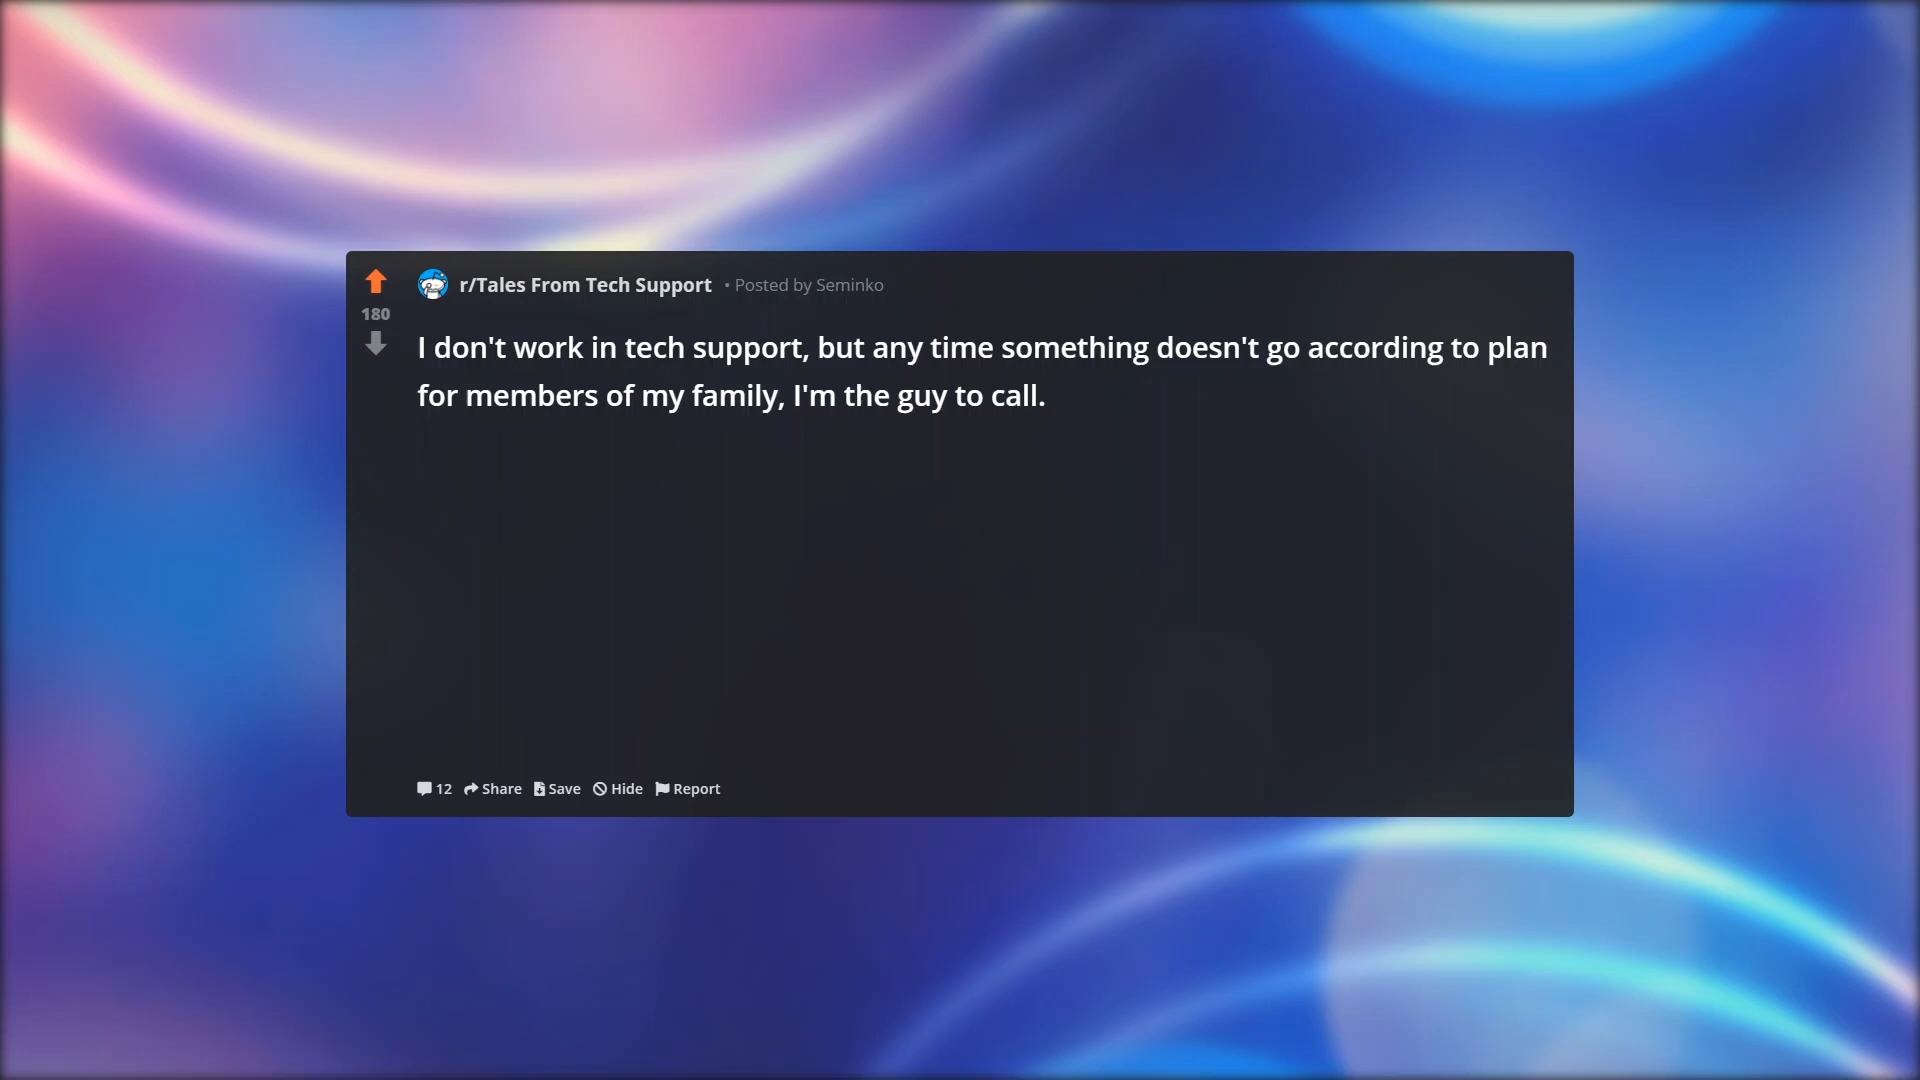 r/Tales From Tech Support • Posted by Seminko
180
I don't work in tech support, but any time something doesn't go according to plan
for members of my family, I'm the guy to call.
12 Share Save Hide Report